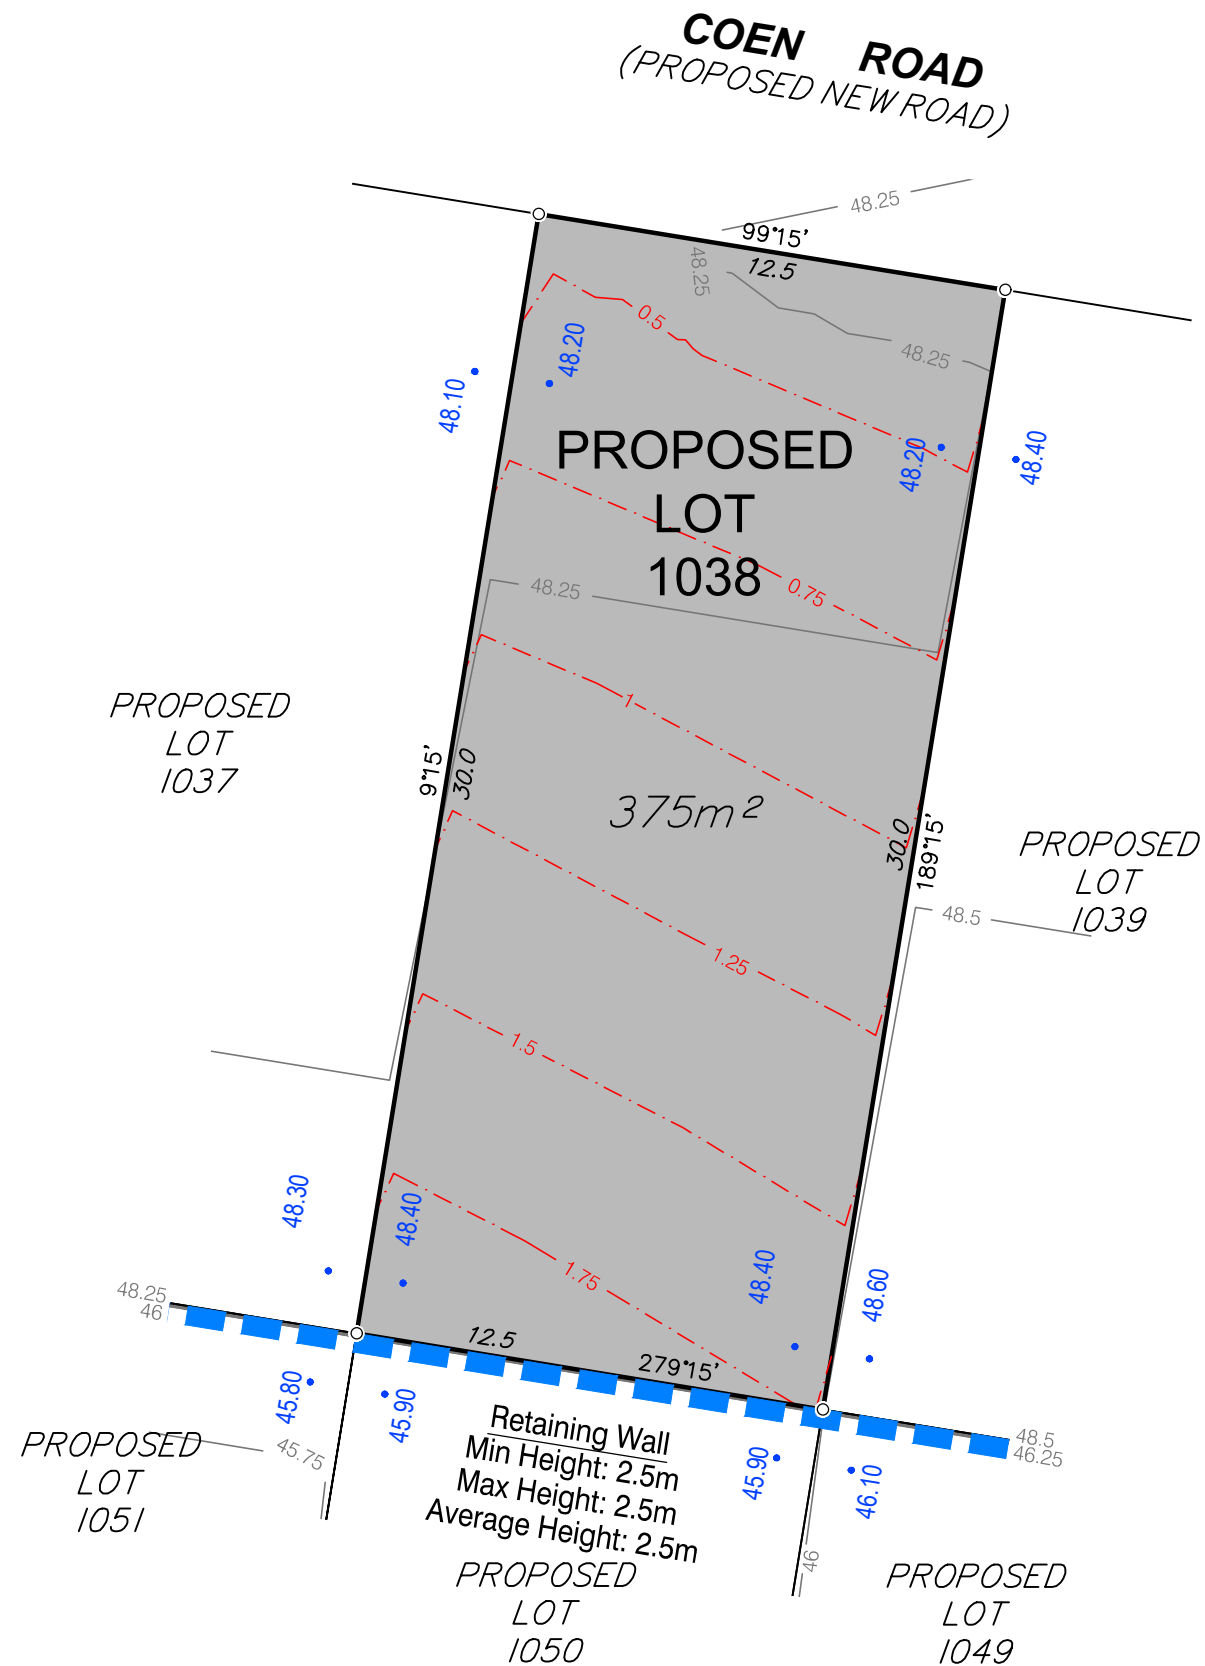 COEN ROAD
(PROPOSED NEW ROAD)
48.25
99°15'
12.5
48.25
48.25
0.5
48.20
48.10
48.20
48.40
PROPOSED
LOT
1038
0.75
48.25
1
PROPOSED
LOT
1037
9°15'
30.0
375m²
30.0
189°15'
PROPOSED
LOT
1039
48.5
1.25
1.5
48.30
48.40
48.40
48.60
1.75
48.25
46
12.5
279°15'
45.80
45.90
Retaining Wall
Min Height: 2.5m
Max Height: 2.5m
Average Height: 2.5m
45.90
46.10
48.5
46.25
45.75
46
PROPOSED
LOT
1051
PROPOSED
LOT
1050
PROPOSED
LOT
1049